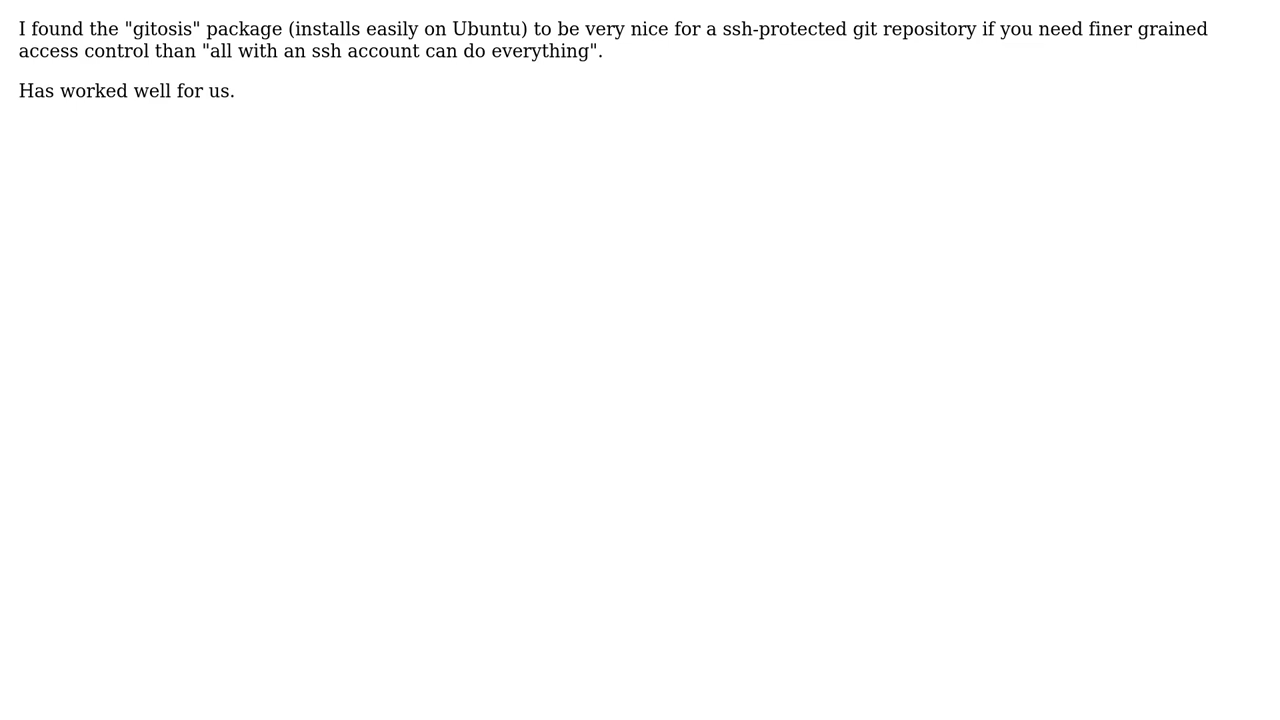 I found the "gitosis" package (installs easily on Ubuntu) to be very nice for a ssh-protected git repository if you need finer grained
access control than "all with an ssh account can do everything".
Has worked well for us.